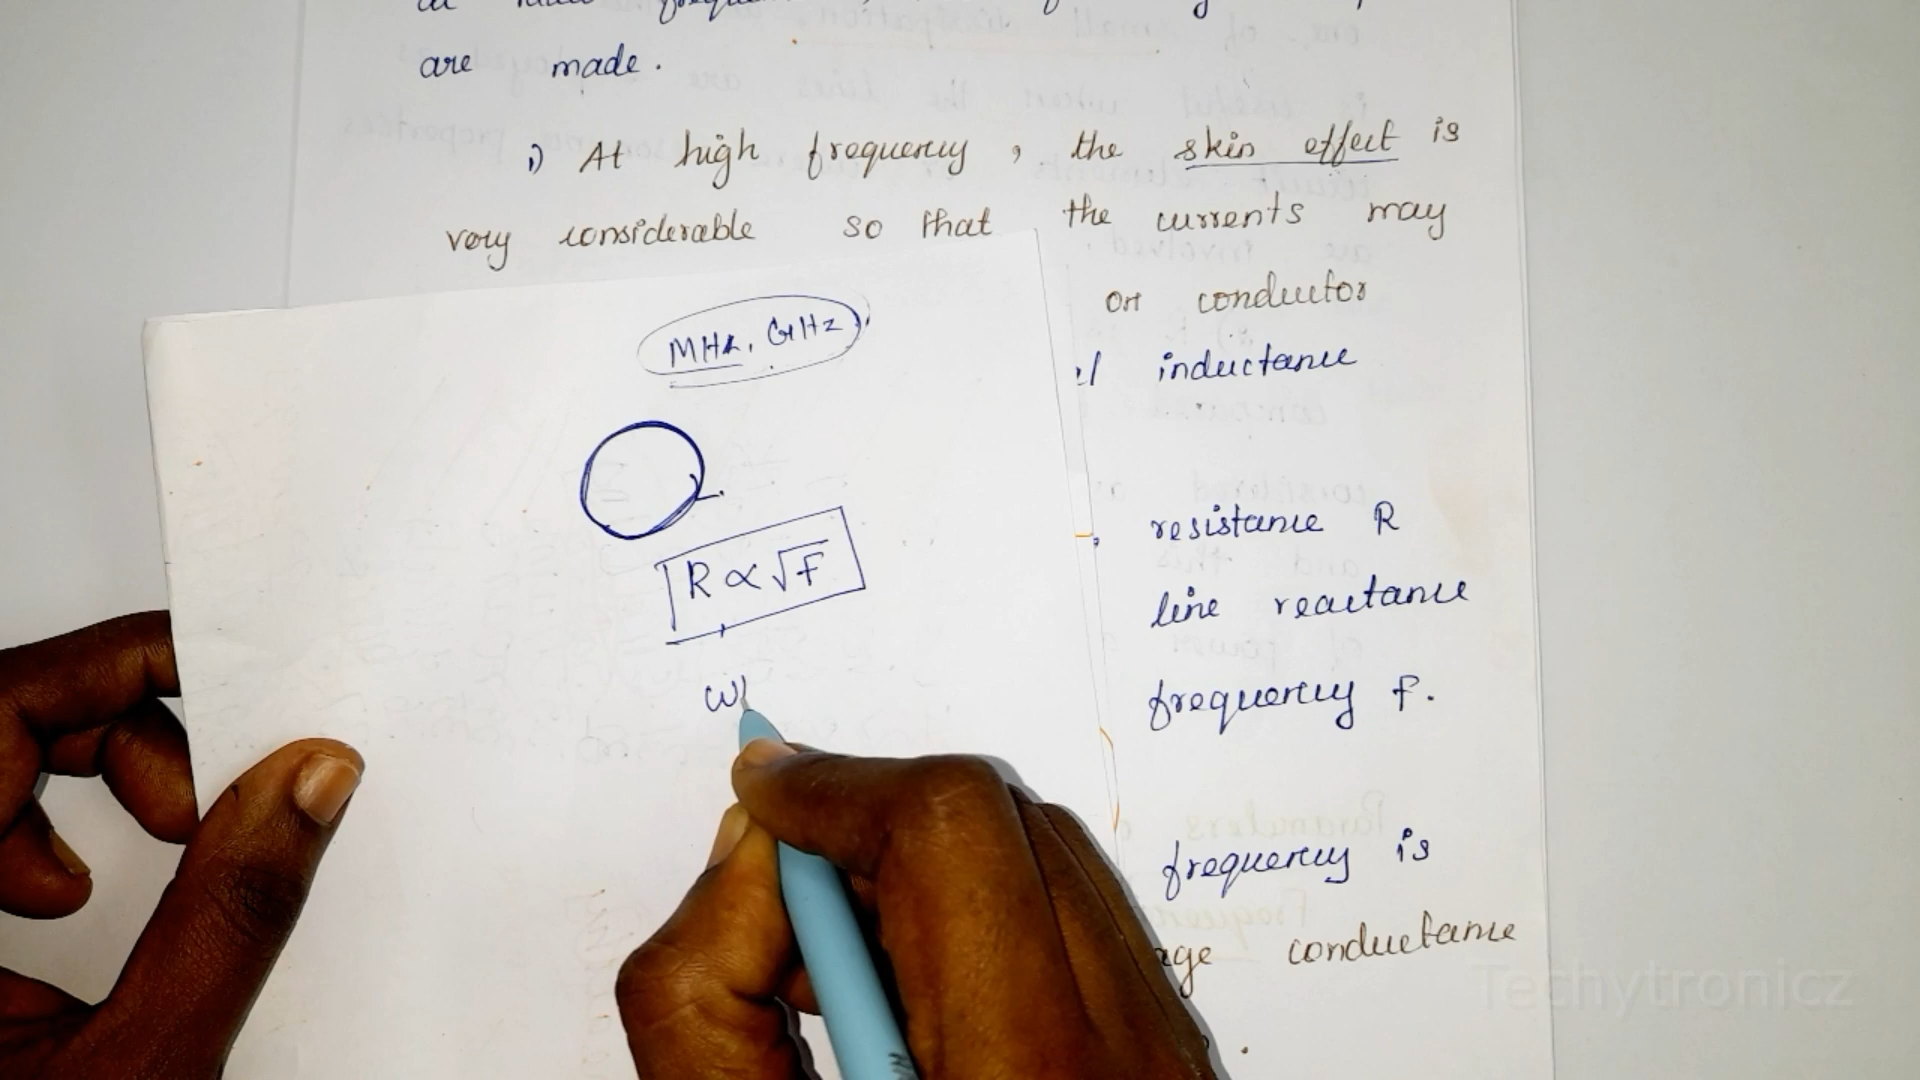 are made.
i) At high frequency, the skin effect is
very considerable so that the currents may
on conductor
MHz, GHz
inductance
R ∝ √F
resistance R
line reactance
frequency f.
frequency is
conductance
Techytronicz